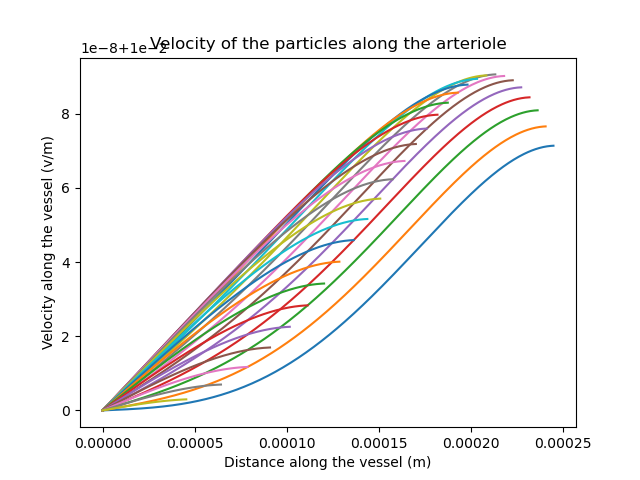 Velocity of the particles along the arteriole
1e−8+1e−2
8
6
4
2
0
Velocity along the vessel (v/m)
0.00000 0.00005 0.00010 0.00015 0.00020 0.00025
Distance along the vessel (m)